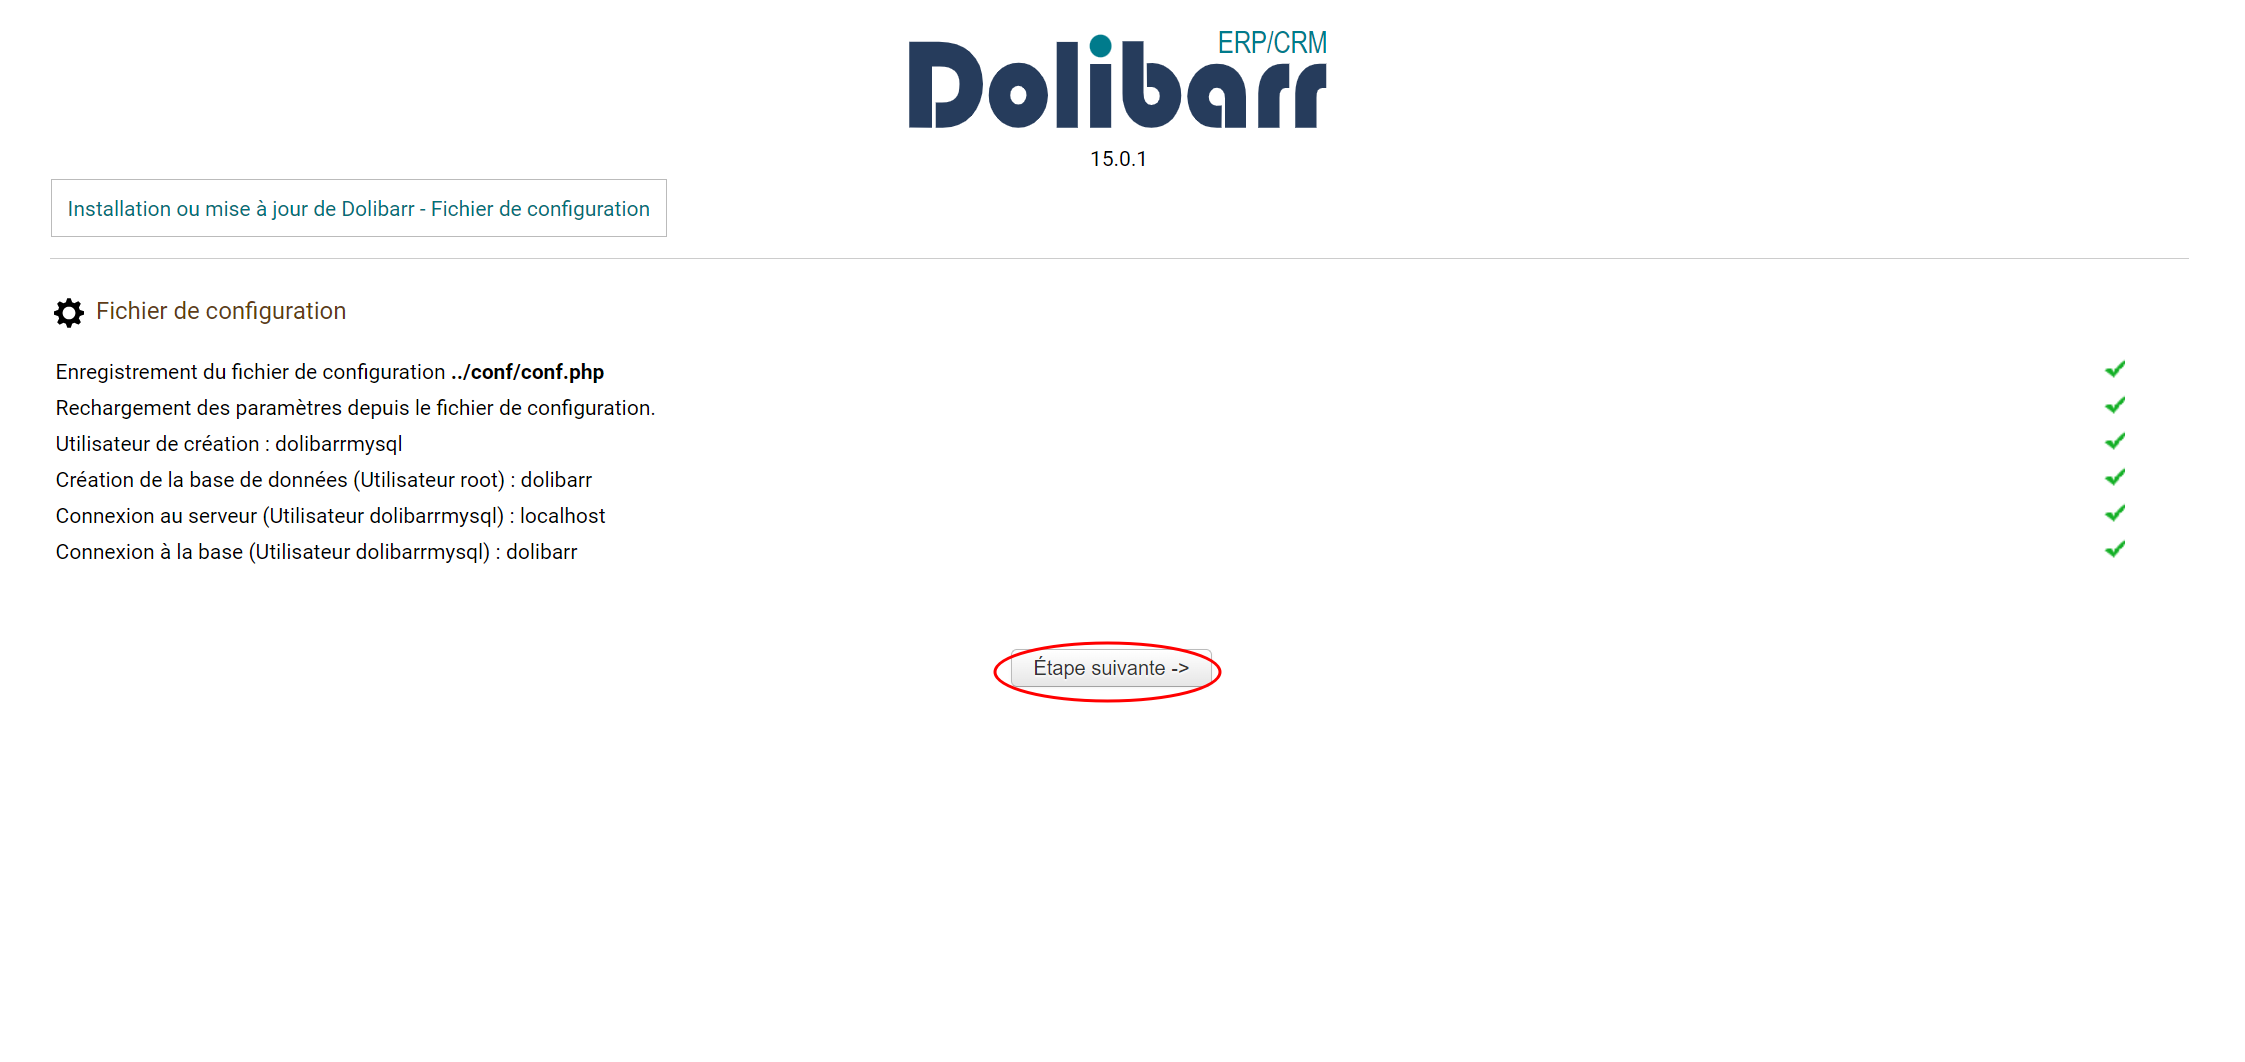 ERP/CRM
Dolibarr
15.0.1
Installation ou mise à jour de Dolibarr - Fichier de configuration
Fichier de configuration
Enregistrement du fichier de configuration ../conf/conf.php
Rechargement des paramètres depuis le fichier de configuration.
Utilisateur de création : dolibarrmysql
Création de la base de données (Utilisateur root) : dolibarr
Connexion au serveur (Utilisateur dolibarrmysql) : localhost
Connexion à la base (Utilisateur dolibarrmysql) : dolibarr
Étape suivante ->